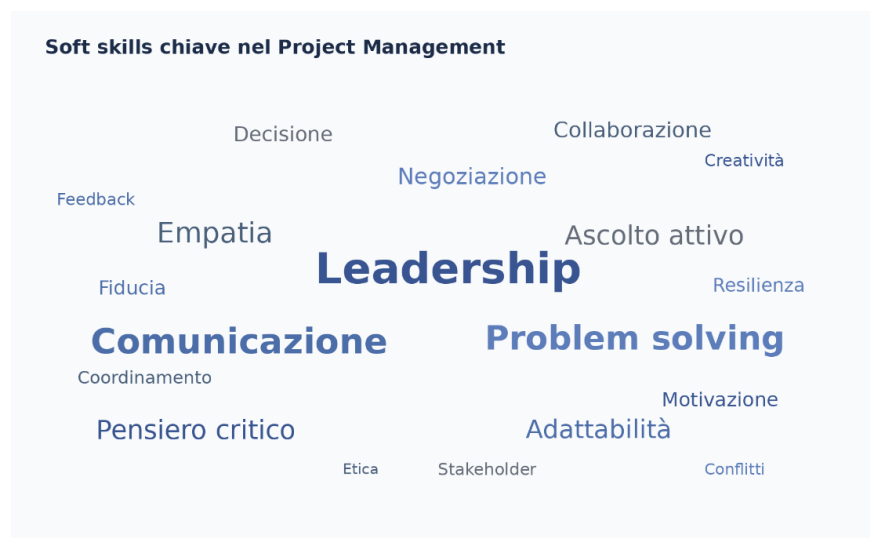 Soft skills chiave nel Project Management
Decisione
Collaborazione
Creatività
Negoziazione
Feedback
Empatia
Ascolto attivo
Leadership
Fiducia
Resilienza
Comunicazione
Problem solving
Coordinamento
Motivazione
Pensiero critico
Adattabilità
Etica
Stakeholder
Conflitti